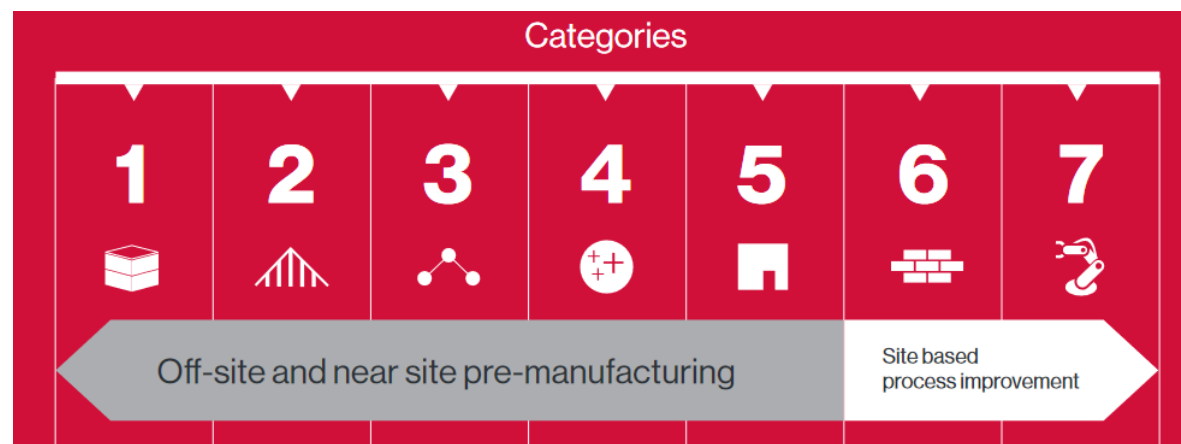 Categories
1 2 3 4 5 6 7
Off-site and near site pre-manufacturing
Site based
process improvement